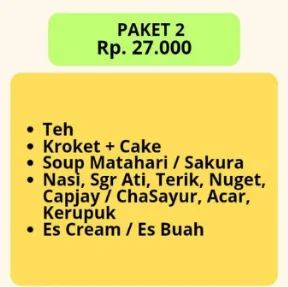 PAKET 2
Rp. 27.000
• Teh
• Kroket + Cake
• Soup Matahari / Sakura
• Nasi, Sgr Ati, Terik, Nuget,
Capjay / ChaSayur, Acar,
Kerupuk
• Es Cream / Es Buah